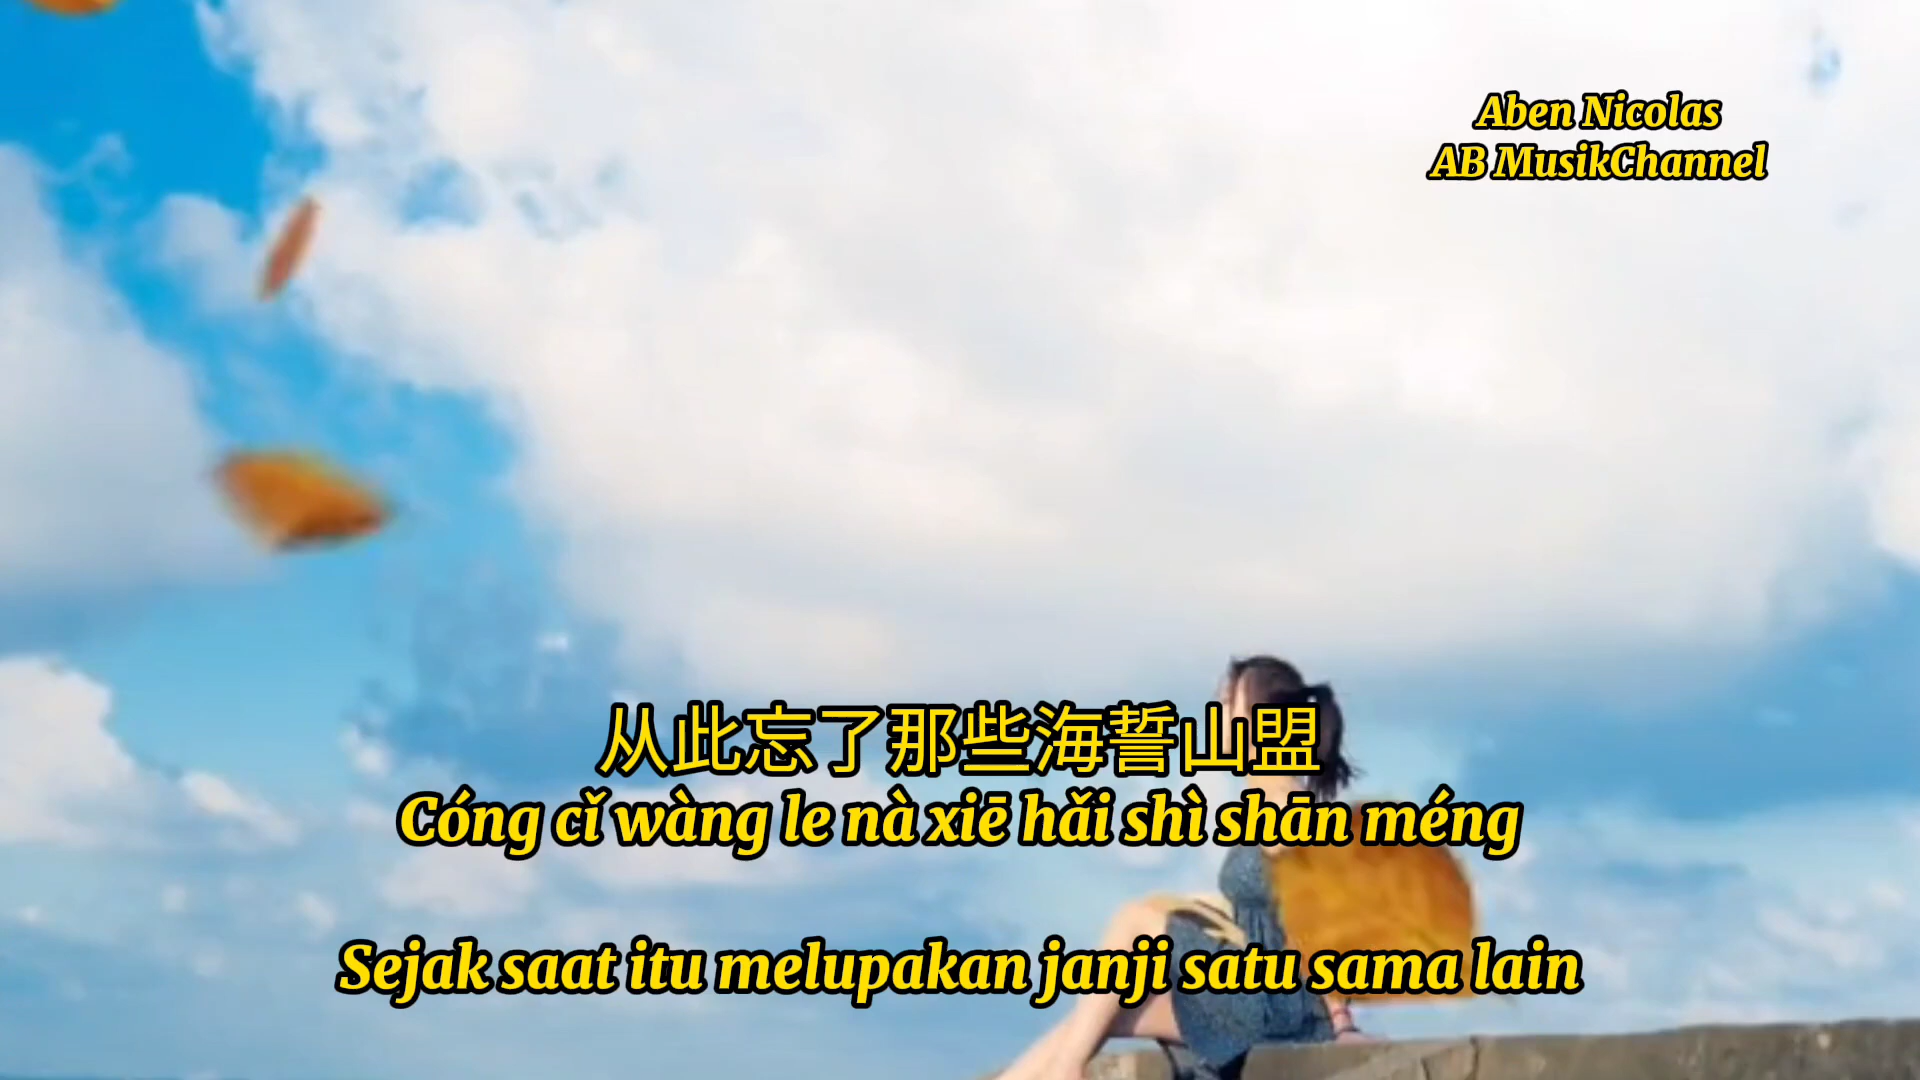 Aben Nicolas
AB MusikChannel
从此忘了那些海誓山盟
Cóng cǐ wàng le nà xiē hǎi shì shān méng
Sejak saat itu melupakan janji satu sama lain